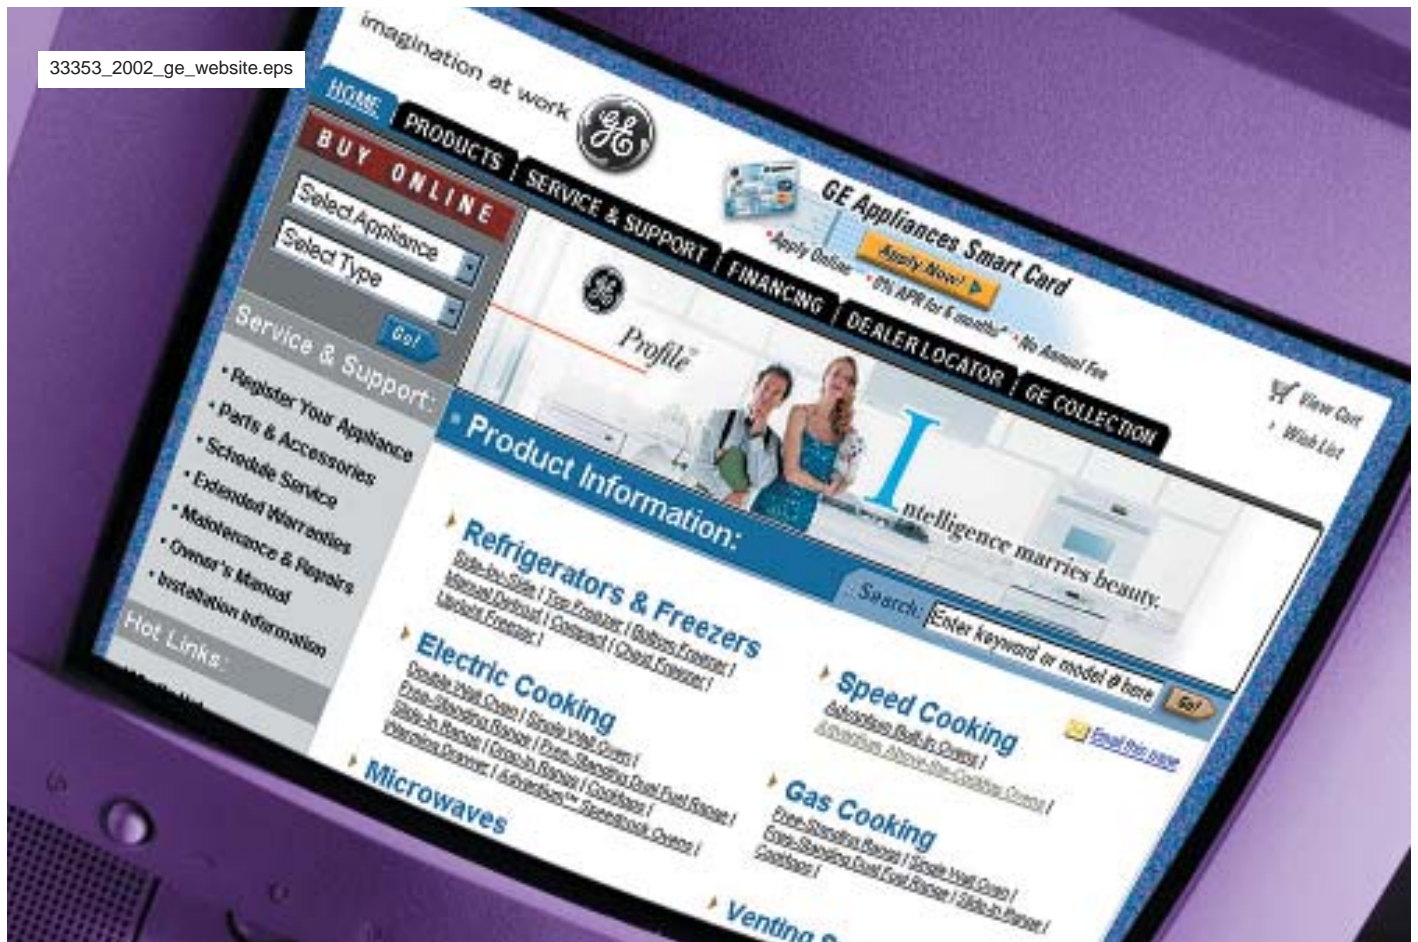 33353_2002_ge_website.eps
imagination at work
GE
HOME
PRODUCTS | SERVICE & SUPPORT | FINANCING | DEALER LOCATOR | GE COLLECTION
GE Appliances Smart Card
*Apply Online
Apply Now!
*0% APR for 6 months*
*No Annual Fee
View Cart
Wish List
BUY ONLINE
Select Appliance
Select Type
Go!
Service & Support:
• Register Your Appliance
• Parts & Accessories
• Schedule Service
• Extended Warranties
• Maintenance & Repairs
• Owner's Manual
• Installation Information
Hot Links:
GE
Profile
Intelligence marries beauty.
Product Information:
Search:
Enter keyword or model # here
Go!
Email this page
Refrigerators & Freezers
Side-by-Side | Top Freezer | Bottom Freezer |
Manual Defrost | Compact | Chest Freezer |
Upright Freezer |
Electric Cooking
Double Wall Oven | Single Wall Oven |
Free-Standing Range | Free-Standing Dual Fuel Range |
Slide-In Range | Drop-In Range | Cooktops |
Warming Drawer | Advantium™ Speedcook Ovens |
Microwaves
Speed Cooking
Advantium Built-In Ovens |
Advantium Above-the-Cooktop Ovens |
Gas Cooking
Free-Standing Range | Single Wall Oven |
Free-Standing Dual Fuel Range | Slide-In Range |
Cooktops |
Venting